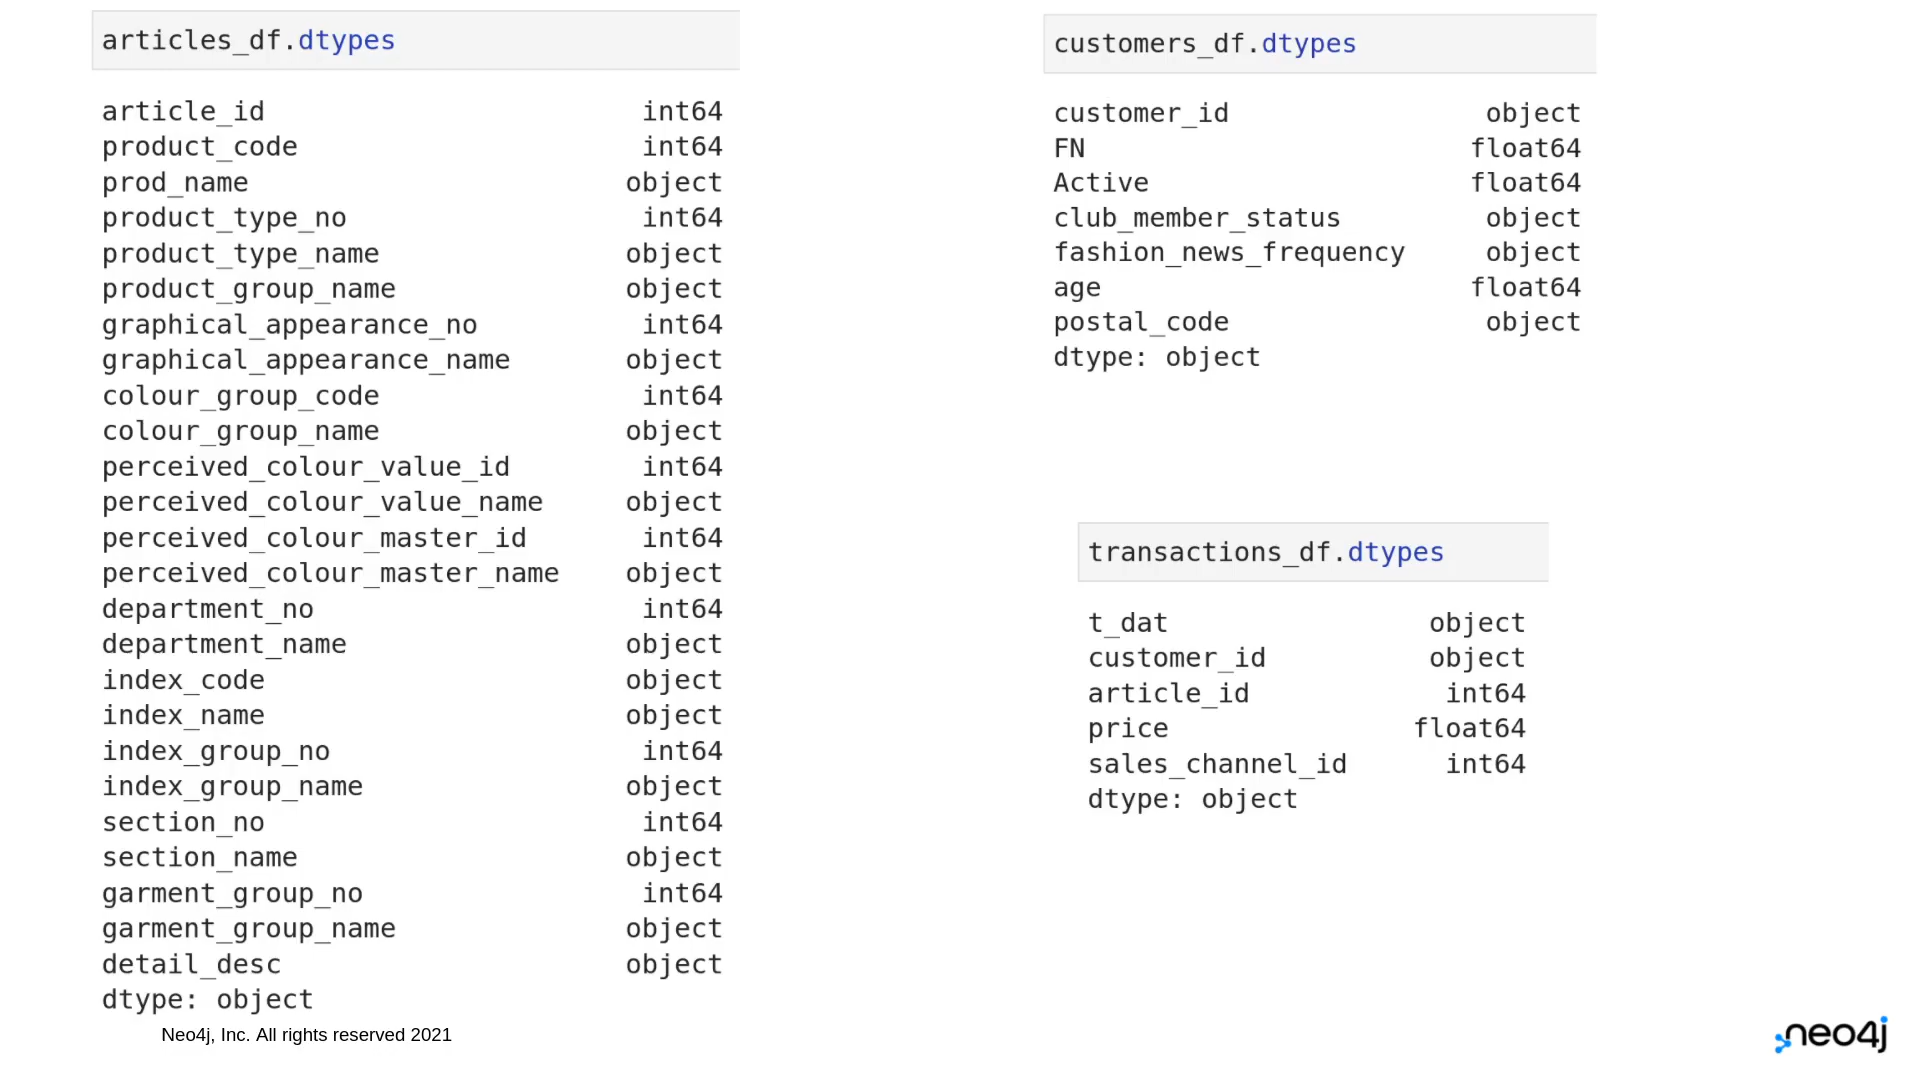 articles_df.dtypes
article_id int64
product_code int64
prod_name object
product_type_no int64
product_type_name object
product_group_name object
graphical_appearance_no int64
graphical_appearance_name object
colour_group_code int64
colour_group_name object
perceived_colour_value_id int64
perceived_colour_value_name object
perceived_colour_master_id int64
perceived_colour_master_name object
department_no int64
department_name object
index_code object
index_name object
index_group_no int64
index_group_name object
section_no int64
section_name object
garment_group_no int64
garment_group_name object
detail_desc object
dtype: object
customers_df.dtypes
customer_id object
FN float64
Active float64
club_member_status object
fashion_news_frequency object
age float64
postal_code object
dtype: object
transactions_df.dtypes
t_dat object
customer_id object
article_id int64
price float64
sales_channel_id int64
dtype: object
Neo4j, Inc. All rights reserved 2021
neo4j